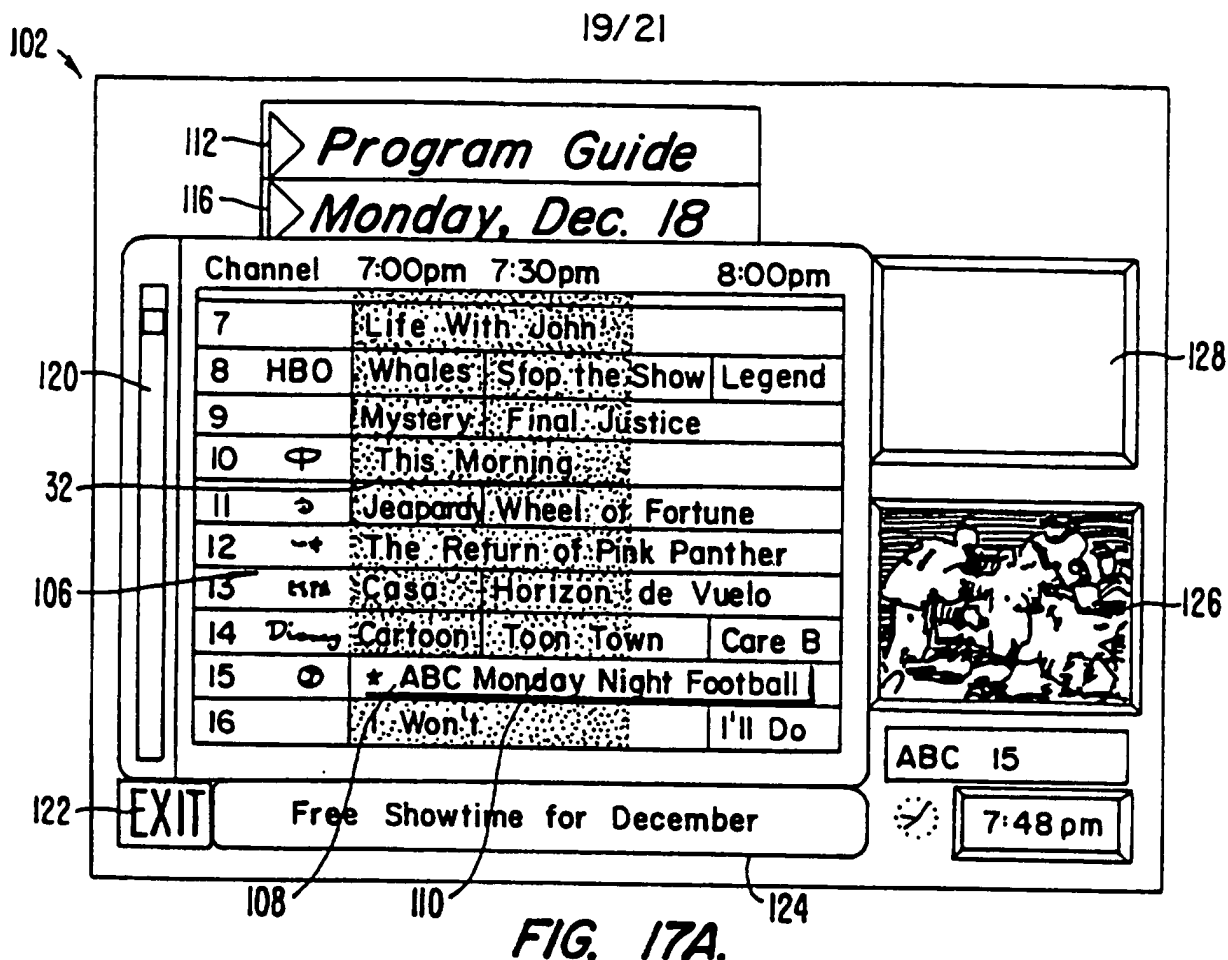 19/21
102
112
Program Guide
116
Monday, Dec. 18
Channel 7:00pm 7:30pm 8:00pm
7 Life With John
8 HBO Whales Stop the Show Legend
120
128
9 Mystery Final Justice
10 This Morning
32
11 Jeapardy Wheel of Fortune
12 The Return of Pink Panther
106
13 Casa Horizon de Vuelo
126
14 Disney Cartoon Toon Town Care B
15 * ABC Monday Night Football
16 I Won't I'll Do
ABC 15
122
EXIT
Free Showtime for December
7:48 pm
108
110
124
FIG. 17A.